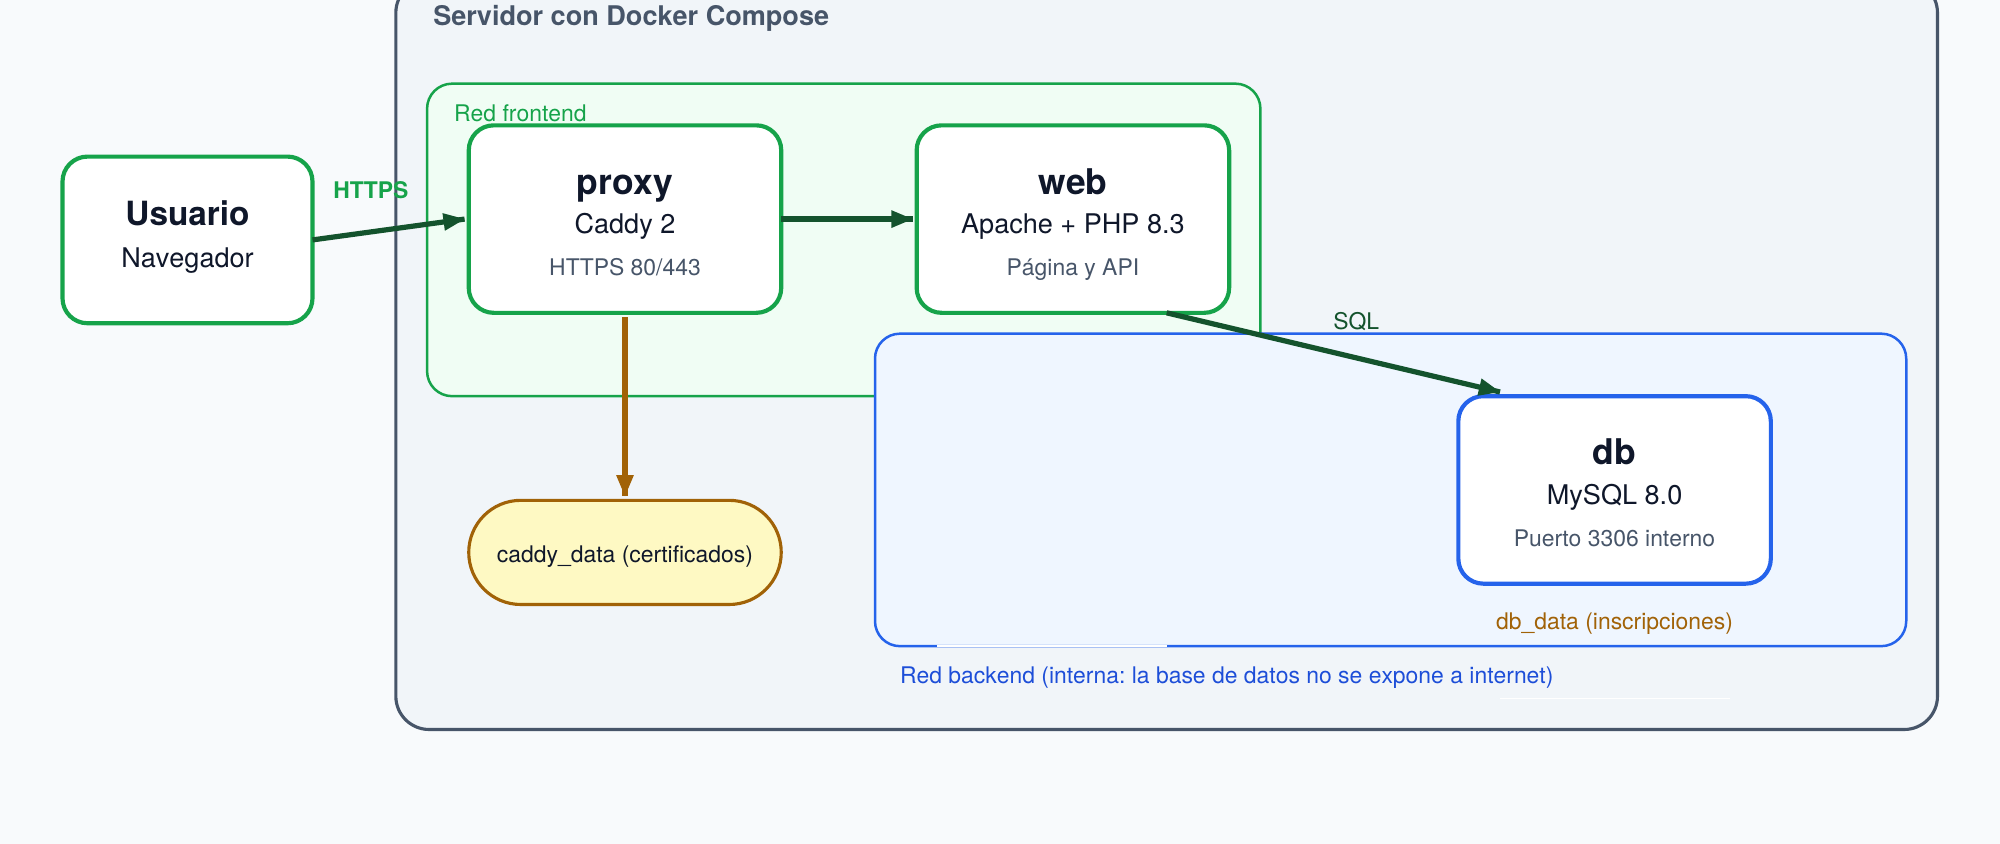 Servidor con Docker Compose
Red frontend
Usuario
Navegador
HTTPS
proxy
Caddy 2
HTTPS 80/443
web
Apache + PHP 8.3
Página y API
SQL
db
MySQL 8.0
Puerto 3306 interno
caddy_data (certificados)
db_data (inscripciones)
Red backend (interna: la base de datos no se expone a internet)